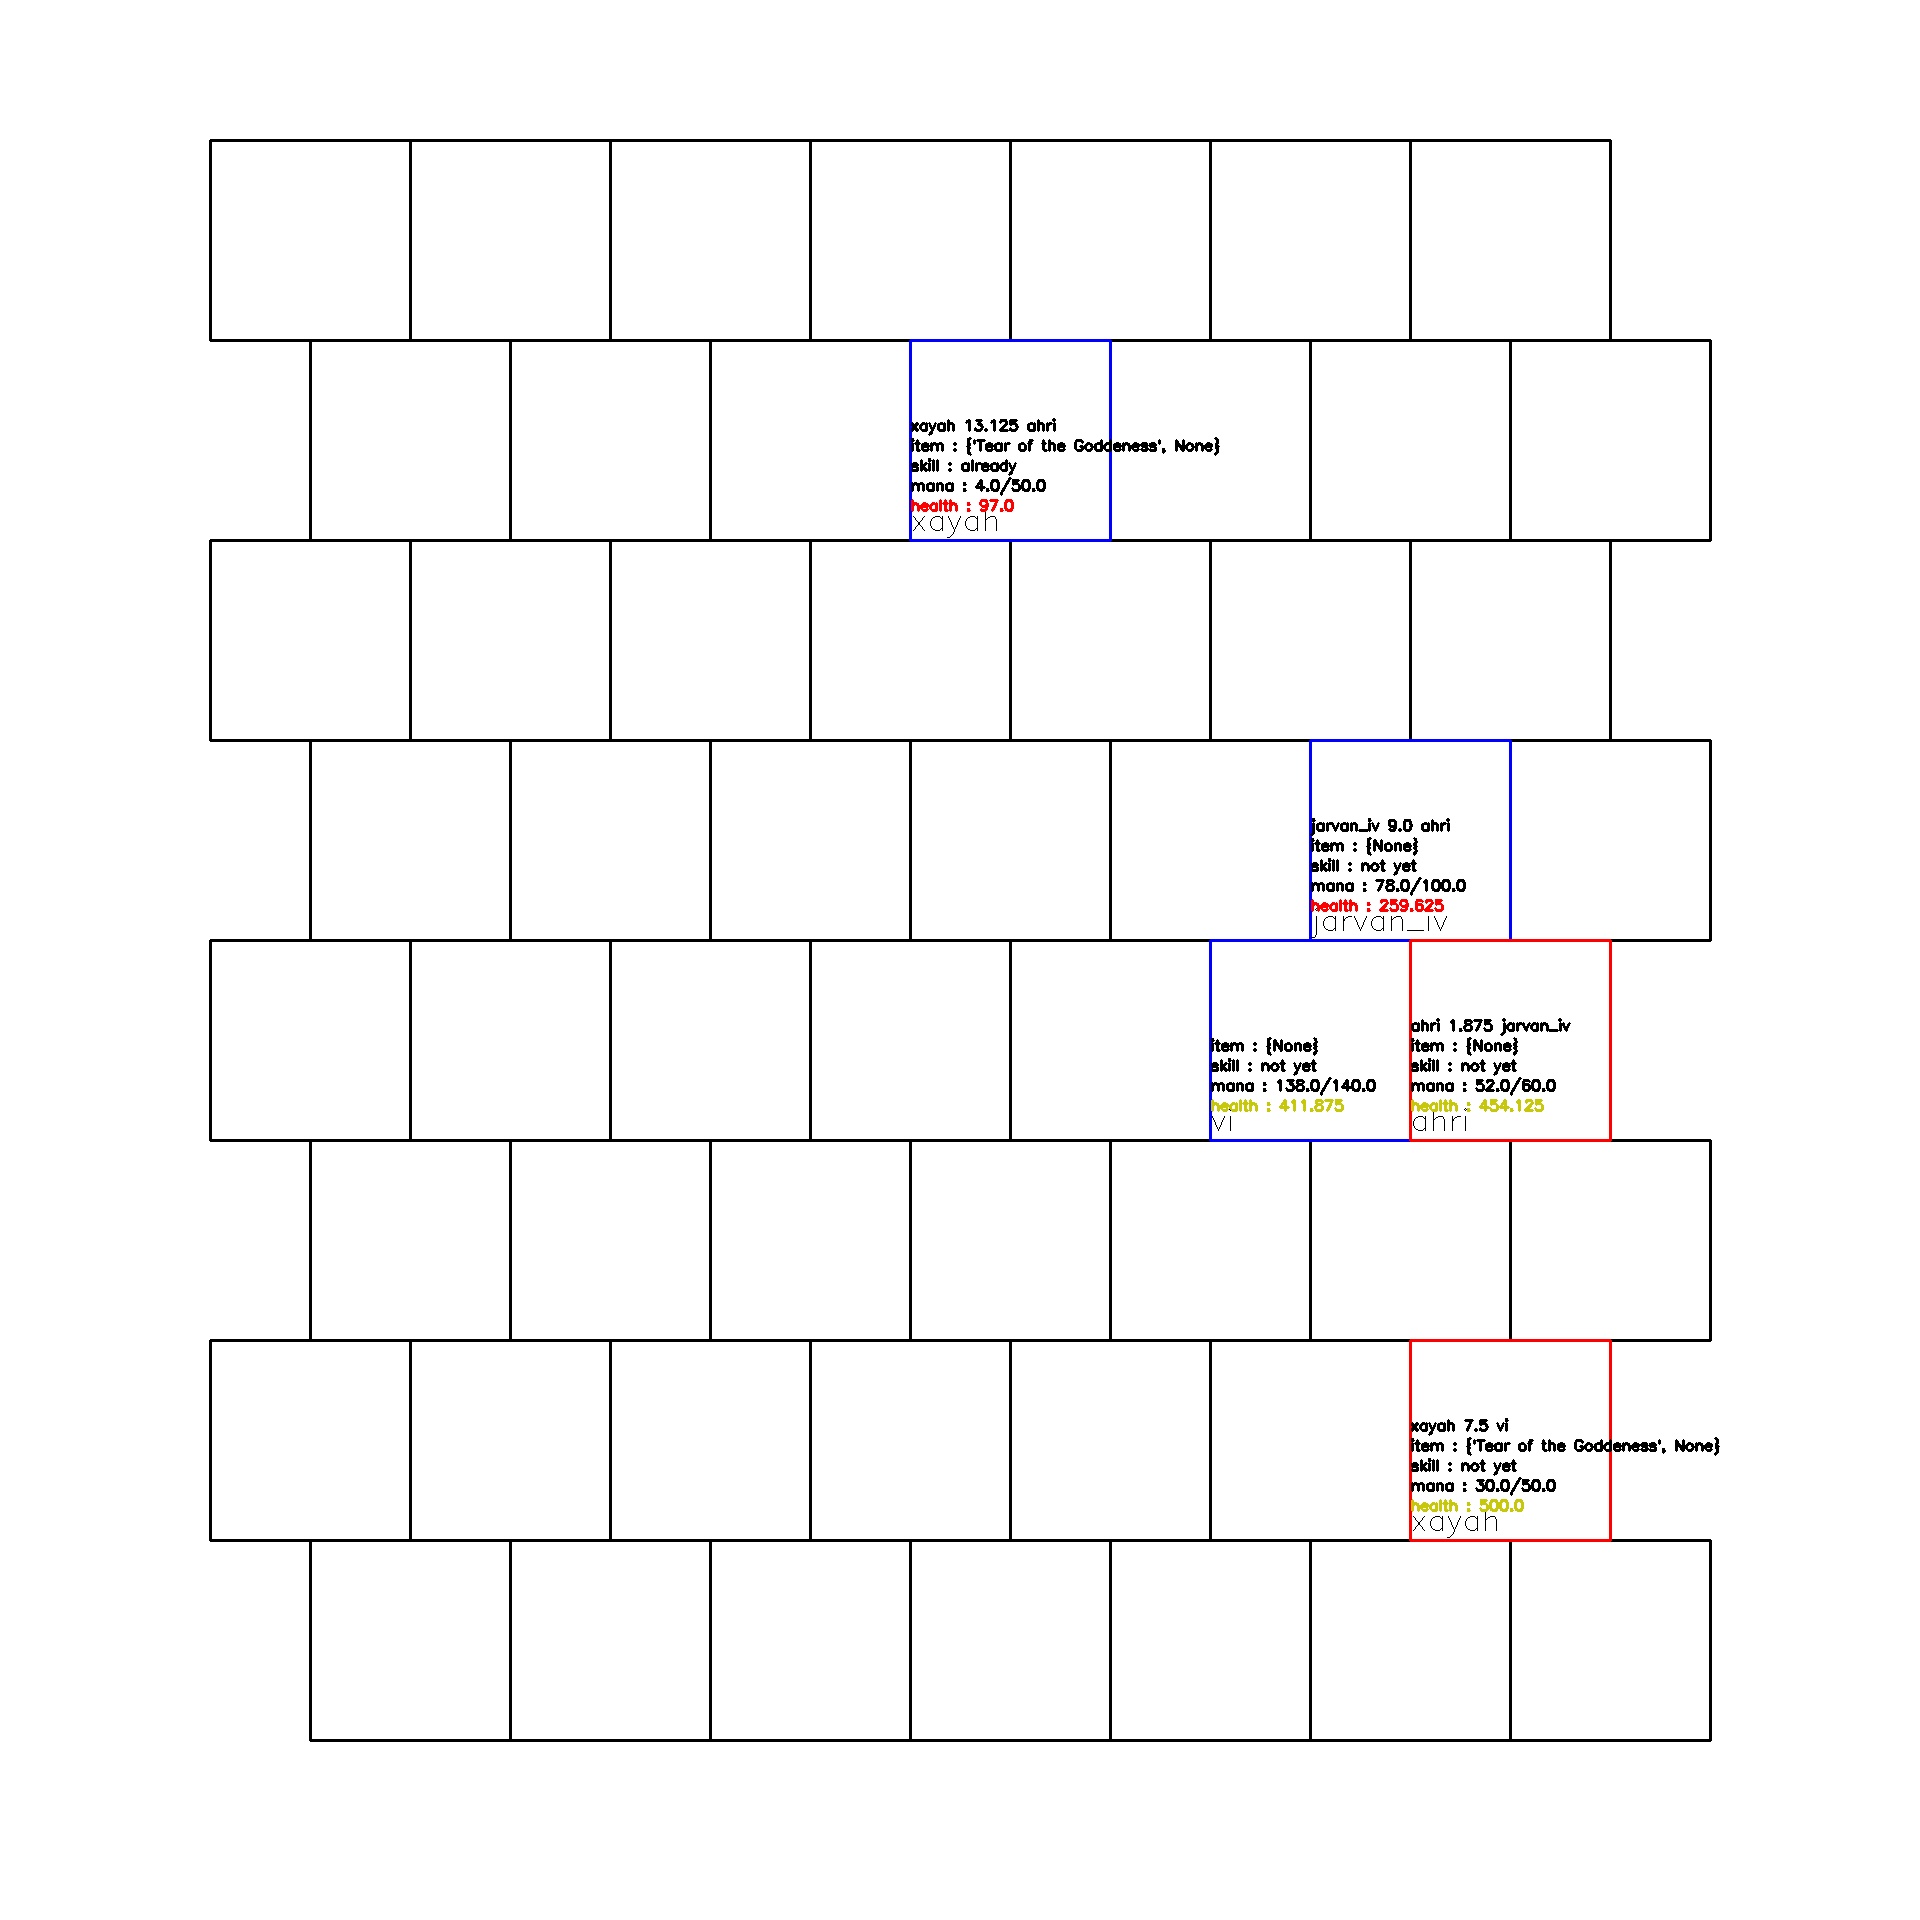 xayah 13.125 ahri
item : {'Tear of the Goddeness', None}
skill : already
mana : 4.0/50.0
health : 97.0
xayah
jarvan_iv 9.0 ahri
item : {None}
skill : not yet
mana : 78.0/100.0
health : 259.625
jarvan_iv
item : {None}
skill : not yet
mana : 138.0/140.0
health : 411.875
vi
ahri 1.875 jarvan_iv
item : {None}
skill : not yet
mana : 52.0/60.0
health : 454.125
ahri
xayah 7.5 vi
item : {'Tear of the Goddeness', None}
skill : not yet
mana : 30.0/50.0
health : 500.0
xayah